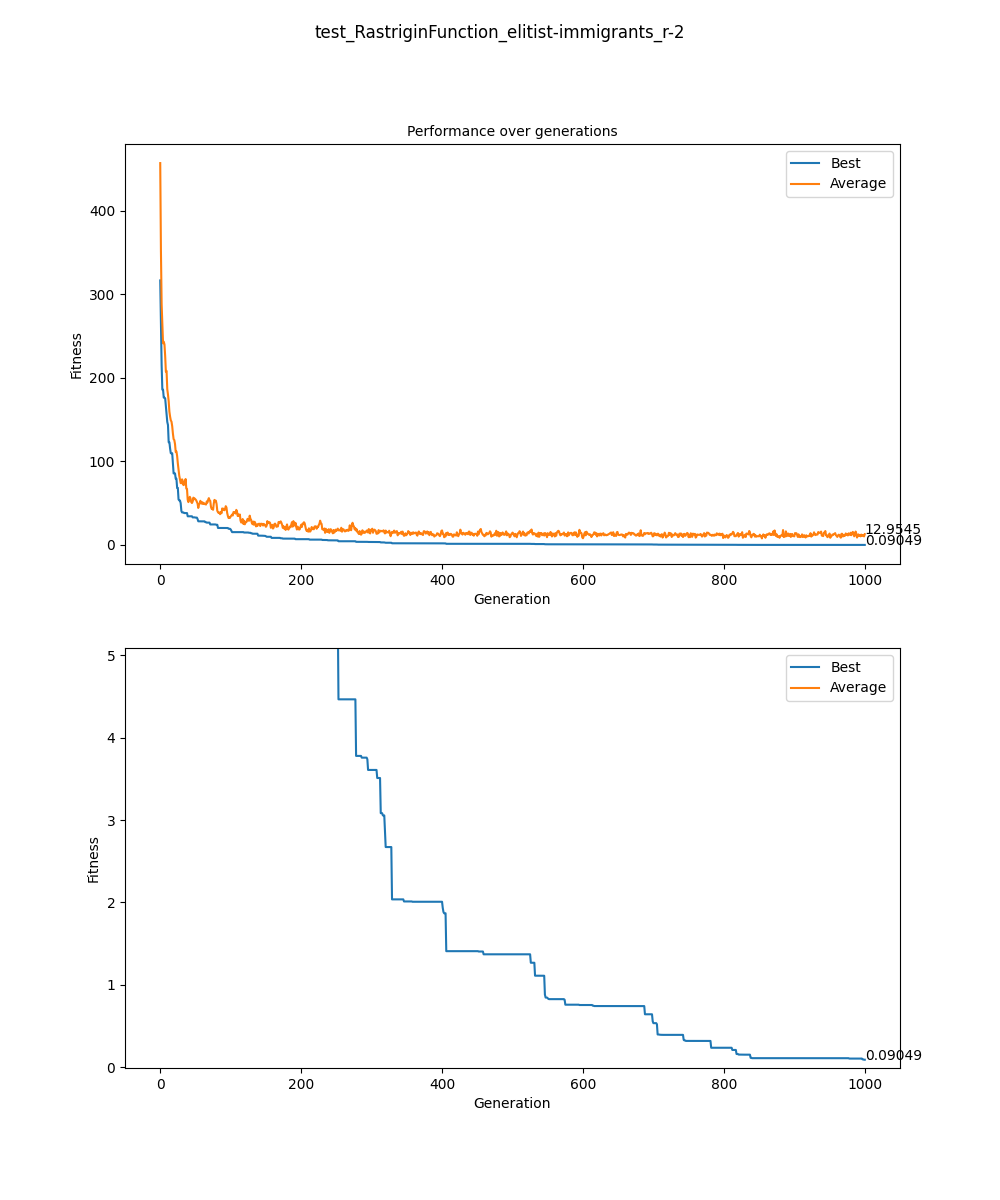 test_RastriginFunction_elitist-immigrants_r-2
Performance over generations
Best
Average
400
300
200
100
0
Fitness
12.9545
0.09049
0 200 400 600 800 1000
Generation
Best
Average
5
4
3
2
1
0
Fitness
0.09049
0 200 400 600 800 1000
Generation